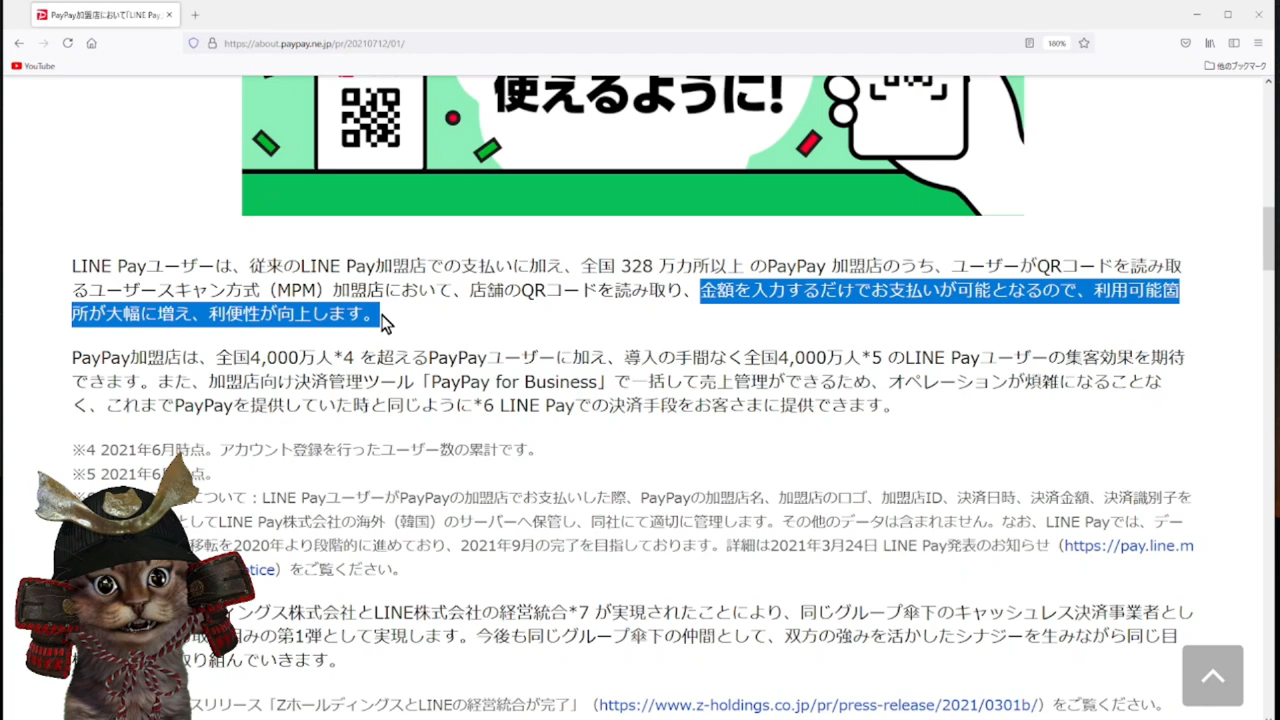 PayPay加盟店において「LINE Pay」
https://about.paypay.ne.jp/pr/20210712/01/
180%
YouTube
他のブックマーク
使えるように!
LINE Payユーザーは、従来のLINE Pay加盟店での支払いに加え、全国 328 万カ所以上 のPayPay 加盟店のうち、ユーザーがQRコードを読み取
るユーザースキャン方式（MPM）加盟店において、店舗のQRコードを読み取り、金額を入力するだけでお支払いが可能となるので、利用可能箇
所が大幅に増え、利便性が向上します。
PayPay加盟店は、全国4,000万人*4 を超えるPayPayユーザーに加え、導入の手間なく全国4,000万人*5 のLINE Payユーザーの集客効果を期待
できます。また、加盟店向け決済管理ツール「PayPay for Business」で一括して売上管理ができるため、オペレーションが煩雑になることな
く、これまでPayPayを提供していた時と同じように*6 LINE Payでの決済手段をお客さまに提供できます。
※4 2021年6月時点。アカウント登録を行ったユーザー数の累計です。
※5 2021年6月時点。
について：LINE PayユーザーがPayPayの加盟店でお支払いした際、PayPayの加盟店名、加盟店のロゴ、加盟店ID、決済日時、決済金額、決済識別子を
としてLINE Pay株式会社の海外（韓国）のサーバーへ保管し、同社にて適切に管理します。その他のデータは含まれません。なお、LINE Payでは、デー
移転を2020年より段階的に進めており、2021年9月の完了を目指しております。詳細は2021年3月24日 LINE Pay発表のお知らせ（https://pay.line.m
tice）をご覧ください。
ィングス株式会社とLINE株式会社の経営統合*7 が実現されたことにより、同じグループ傘下のキャッシュレス決済事業者とし
組みの第1弾として実現します。今後も同じグループ傘下の仲間として、双方の強みを活かしたシナジーを生みながら同じ目
り組んでいきます。
スリリース「ZホールディングスとLINEの経営統合が完了」（https://www.z-holdings.co.jp/pr/press-release/2021/0301b/）をご覧ください。